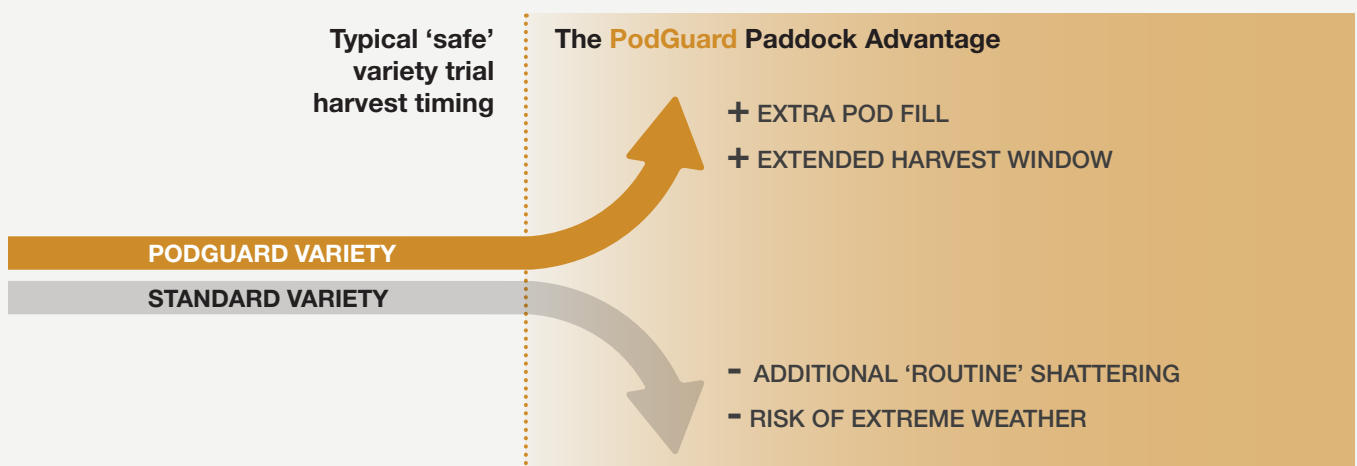 Typical ‘safe’
variety trial
harvest timing
The PodGuard Paddock Advantage
+ EXTRA POD FILL
+ EXTENDED HARVEST WINDOW
PODGUARD VARIETY
STANDARD VARIETY
- ADDITIONAL ‘ROUTINE’ SHATTERING
- RISK OF EXTREME WEATHER